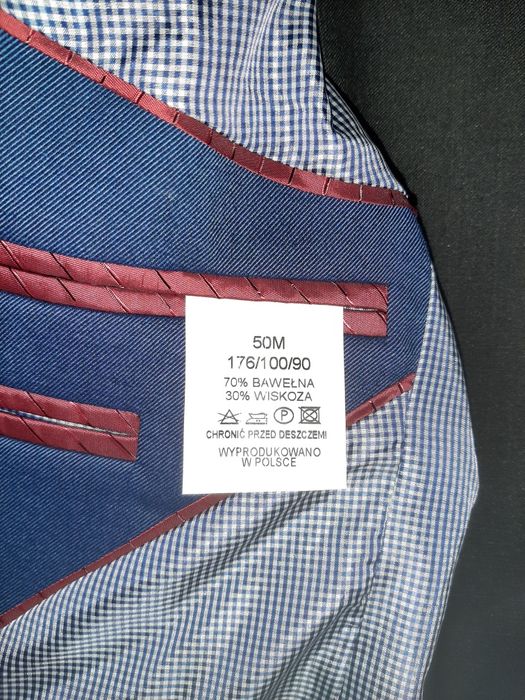 50M
176/100/90
70% BAWEŁNA
30% WISKOZA
P
CHRONIĆ PRZED DESZCZEM!
WYPRODUKOWANO
W POLSCE